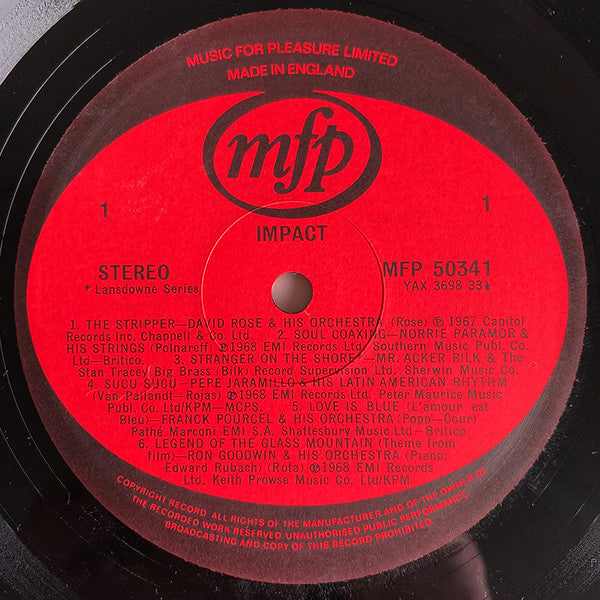 MUSIC FOR PLEASURE LIMITED
MADE IN ENGLAND
mfp
1 1
IMPACT
STEREO MFP 50341
* Lansdowne Series YAX 3698 33⅓
1. THE STRIPPER—DAVID ROSE & HIS ORCHESTRA (Rose) ℗1967 Capitol
Records Inc. Chappell & Co. Ltd. 2. SOUL COAXING—NORRIE PARAMOR &
HIS STRINGS (Polnareff) ℗1968 EMI Records Ltd. Southern Music Publ. Co.
Ltd—Britico. 3. STRANGER ON THE SHORE*—MR. ACKER BILK & The
Stan Tracey Big Brass (Bilk) Record Supervision Ltd. Sherwin Music Co.
4. SUCU SUCU—PEPE JARAMILLO & HIS LATIN AMERICAN RHYTHM
(Van Pallandt—Rojas) ℗1968 EMI Records Ltd. Peter Maurice Music
Publ. Co. Ltd/KPM—MCPS. 5. LOVE IS BLUE (L'amour est
Bleu)—FRANCK POURCEL & HIS ORCHESTRA (Popp—Cour)
Pathé Marconi EMI S.A. Shaftesbury Music Ltd—Britico.
6. LEGEND OF THE GLASS MOUNTAIN (Theme from
film)—RON GOODWIN & HIS ORCHESTRA (Piano:
Edward Rubach) (Rota) ℗1968 EMI Records
Ltd. Keith Prowse Music Co. Ltd/KPM
COPYRIGHT RECORD ALL RIGHTS OF THE MANUFACTURER AND OF THE OWNER OF
THE RECORDED WORK RESERVED UNAUTHORISED PUBLIC PERFORMANCE
BROADCASTING AND COPY OF THIS RECORD PROHIBITED